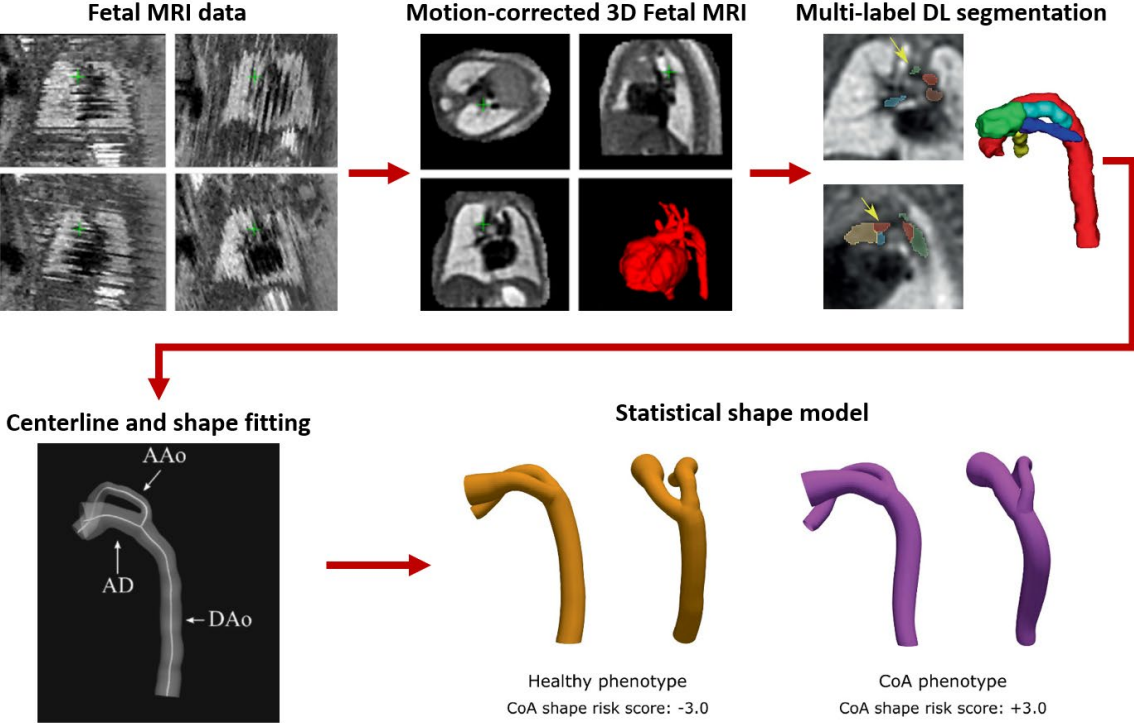 Fetal MRI data
Motion-corrected 3D Fetal MRI
Multi-label DL segmentation
Centerline and shape fitting
Statistical shape model
AAo
AD
DAo
Healthy phenotype
CoA shape risk score: -3.0
CoA phenotype
CoA shape risk score: +3.0